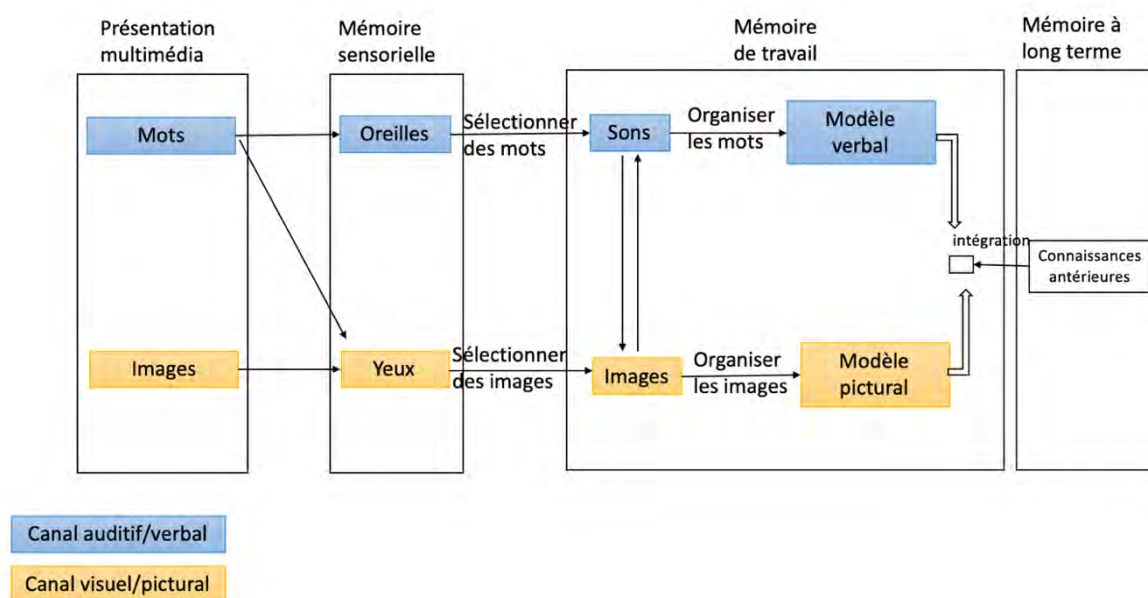 Présentation
multimédia
Mémoire
sensorielle
Mémoire
de travail
Mémoire à
long terme
Mots
Oreilles
Sélectionner
des mots
Sons
Organiser
les mots
Modèle
verbal
intégration
Connaissances
antérieures
Images
Yeux
Sélectionner
des images
Images
Organiser
les images
Modèle
pictural
Canal auditif/verbal
Canal visuel/pictural